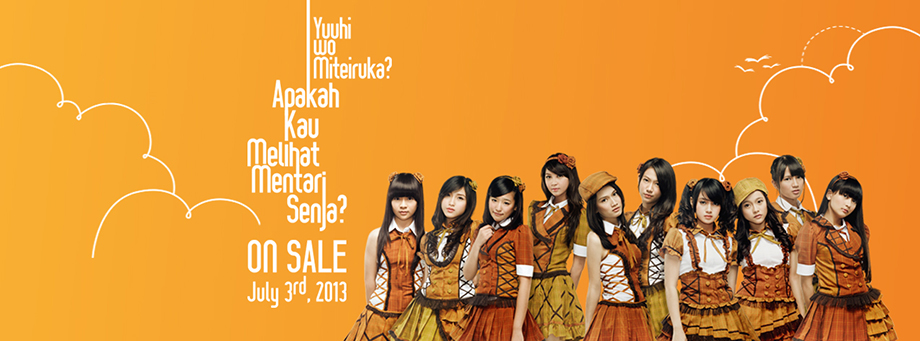 Yuuhi
wo
Miteiruka?
Apakah
Kau
Melihat
Mentari
Senja?
ON SALE
July 3rd, 2013